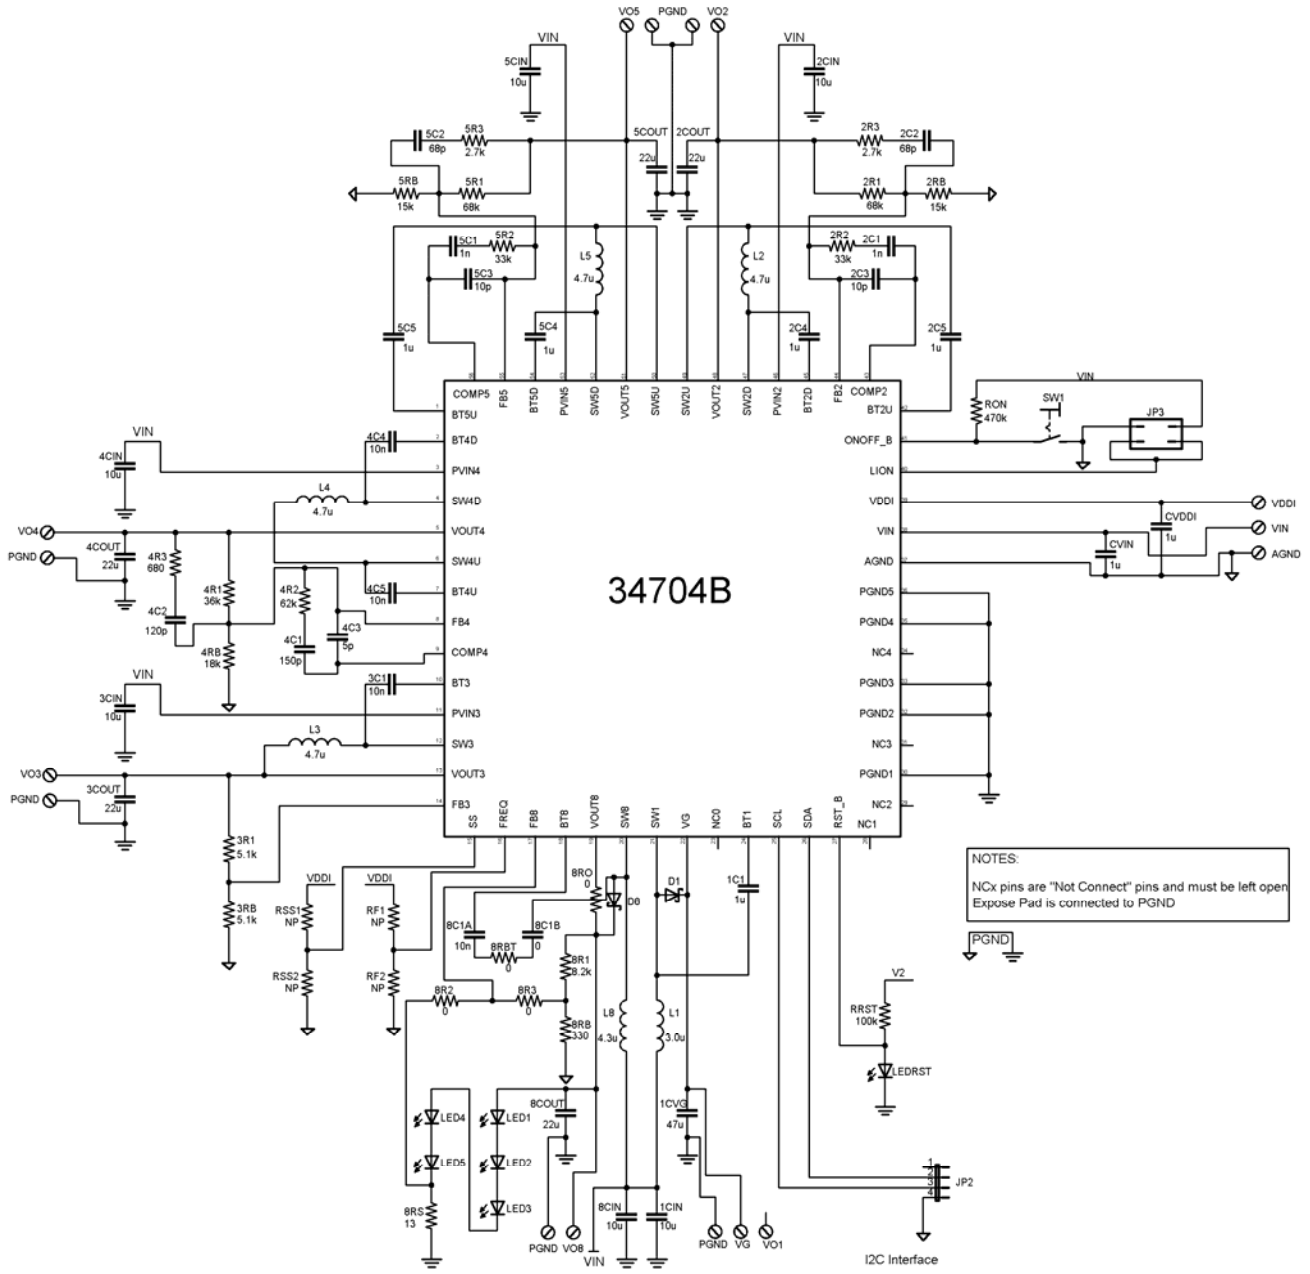 VO5 PGND VO2
VIN VIN
5CIN 10u
2CIN 10u
5C2 68p
5R3 2.7k
5COUT 22u
2COUT 22u
2R3 2.7k
2C2 68p
5RB 15k
5R1 68k
2R1 68k
2RB 15k
5C1 1n
5R2 33k
5C3 10p
L5 4.7u
L2 4.7u
2R2 33k
2C1 1n
2C3 10p
5C5 1u
5C4 1u
2C4 1u
2C5 1u
COMP5 FB5 BT5D PVIN5 SW5D VOUT5 SW5U SW2U VOUT2 SW2D PVIN2 BT2D FB2 COMP2
BT5U
BT4D
PVIN4
SW4D
VOUT4
SW4U
BT4U
FB4
COMP4
BT3
PVIN3
SW3
VOUT3
FB3
34704B
BT2U
ONOFF_B
LION
VDDI
VIN
AGND
PGND5
PGND4
NC4
PGND3
PGND2
NC3
PGND1
NC2
NC1
SS FREQ FB8 BT8 VOUT8 SW8 SW1 VG NC0 BT1 SCL SDA RST_B
VIN
RON 470k
SW1
JP3
VDDI
VIN
AGND
CVDDI 1u
CVIN 1u
VIN
4CIN 10u
4C4 10n
L4 4.7u
VO4
PGND
4COUT 22u
4R3 680
4R1 36k
4C2 120p
4RB 18k
4R2 62k
4C5 10n
4C1 150p
4C3 5p
VIN
3CIN 10u
3C1 10n
L3 4.7u
VO3
PGND
3COUT 22u
3R1 5.1k
3RB 5.1k
VDDI VDDI
RSS1 NP
RF1 NP
RSS2 NP
RF2 NP
8RO 0
D8
D1
1C1 1u
8C1A 10n
8C1B 0
8RBT 0
8R1 8.2k
8R2 0
8R3 0
8RB 330
L8 4.3u
L1 3.0u
LED4
LED5
LED1
LED2
LED3
8COUT 22u
1CVG 47u
8RS 13
8CIN 10u
1CIN 10u
PGND VO8 VIN PGND VG VO1
V2
RRST 100k
LEDRST
1
2
3
4
JP2
I2C Interface
NOTES:
NCx pins are "Not Connect" pins and must be left open
Expose Pad is connected to PGND
PGND